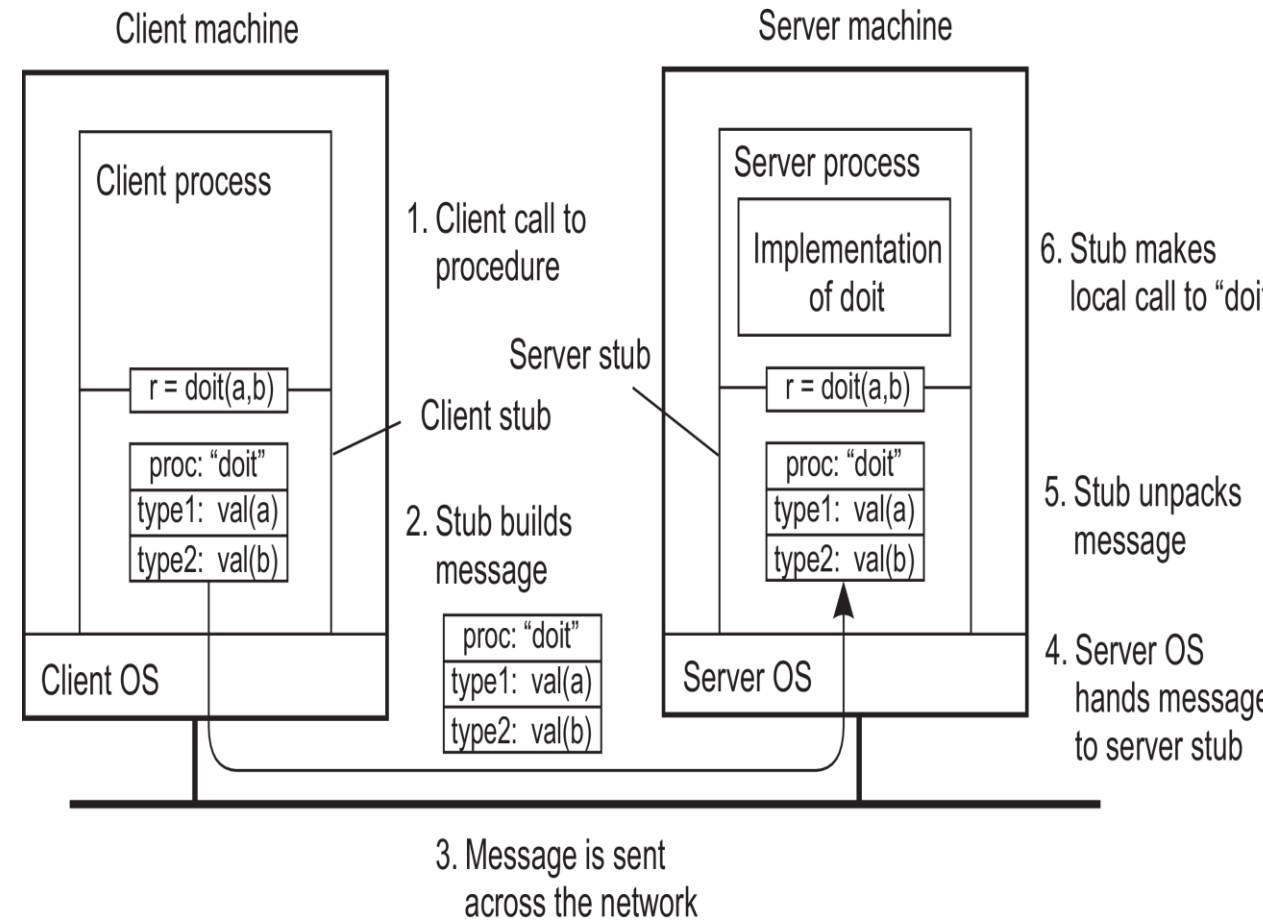 Client machine
Server machine
Client process
1. Client call to
procedure
Server process
Implementation
of doit
6. Stub makes
local call to “doit
Server stub
r = doit(a,b)
r = doit(a,b)
Client stub
proc: “doit”
type1: val(a)
type2: val(b)
2. Stub builds
message
proc: “doit”
type1: val(a)
type2: val(b)
proc: “doit”
type1: val(a)
type2: val(b)
5. Stub unpacks
message
Client OS
Server OS
4. Server OS
hands message
to server stub
3. Message is sent
across the network